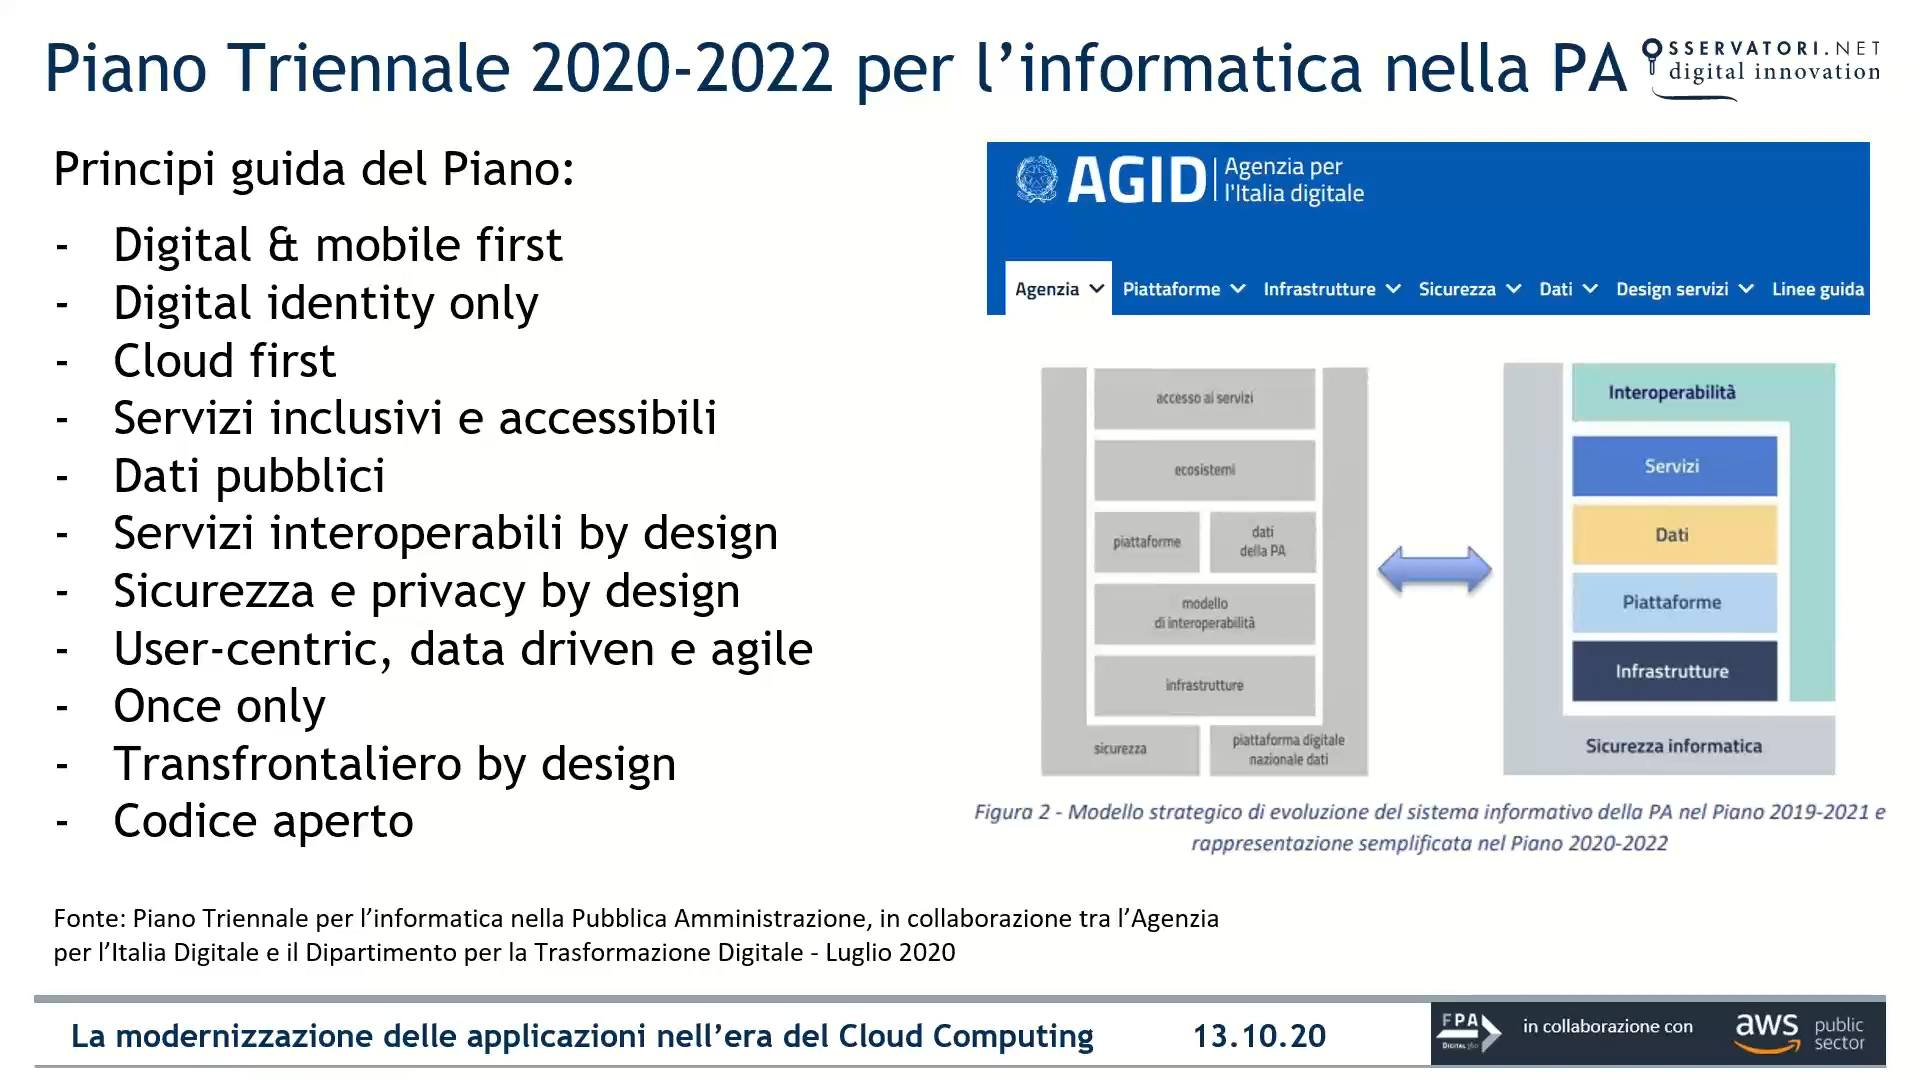 Piano Triennale 2020-2022 per l’informatica nella PA
OSSERVATORI.NET
digital innovation
Principi guida del Piano:
- Digital & mobile first
- Digital identity only
- Cloud first
- Servizi inclusivi e accessibili
- Dati pubblici
- Servizi interoperabili by design
- Sicurezza e privacy by design
- User-centric, data driven e agile
- Once only
- Transfrontaliero by design
- Codice aperto
AGID
Agenzia per
l'Italia digitale
Agenzia Piattaforme Infrastrutture Sicurezza Dati Design servizi Linee guida
accesso ai servizi
ecosistemi
piattaforme
dati
della PA
modello
di interoperabilità
infrastrutture
sicurezza
piattaforma digitale
nazionale dati
Interoperabilità
Servizi
Dati
Piattaforme
Infrastrutture
Sicurezza informatica
Figura 2 - Modello strategico di evoluzione del sistema informativo della PA nel Piano 2019-2021 e
rappresentazione semplificata nel Piano 2020-2022
Fonte: Piano Triennale per l’informatica nella Pubblica Amministrazione, in collaborazione tra l’Agenzia
per l’Italia Digitale e il Dipartimento per la Trasformazione Digitale - Luglio 2020
La modernizzazione delle applicazioni nell’era del Cloud Computing
13.10.20
FPA
DIGITAL 360
in collaborazione con
aws
public
sector